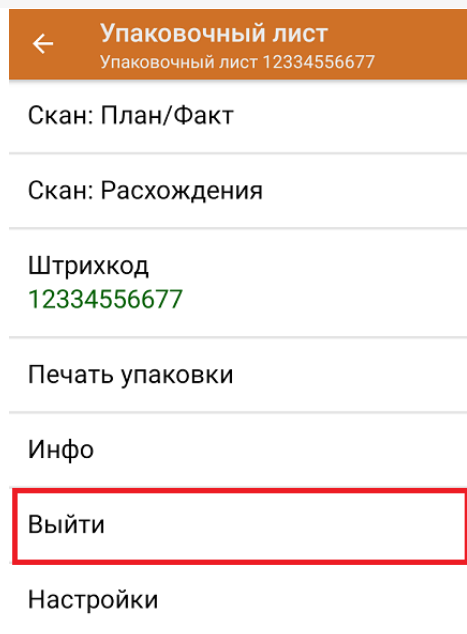 Упаковочный лист
Упаковочный лист 12334556677
Скан: План/Факт
Скан: Расхождения
Штрихкод
12334556677
Печать упаковки
Инфо
Выйти
Настройки